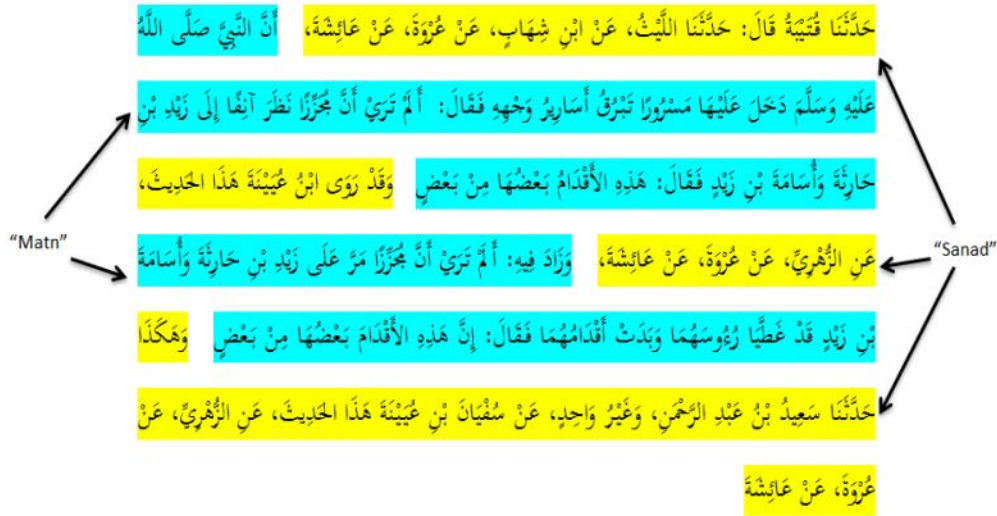 حَدَّثَنَا قُتَيْبَةُ قَالَ: حَدَّثَنَا اللَّيْثُ، عَنْ ابْنِ شِهَابٍ، عَنْ عُرْوَةَ، عَنْ عَائِشَةَ، أَنَّ النَّبِيَّ صَلَّى اللَّهُ
عَلَيْهِ وَسَلَّمَ دَخَلَ عَلَيْهَا مَسْرُورًا تَبْرُقُ أَسَارِيرُ وَجْهِهِ فَقَالَ: أَلَمْ تَرَيْ أَنَّ مُجَزِّزًا نَظَرَ آنِفًا إِلَى زَيْدِ بْنِ
حَارِثَةَ وَأُسَامَةَ بْنِ زَيْدٍ فَقَالَ: هَذِهِ الأَقْدَامُ بَعْضُهَا مِنْ بَعْضٍ وَقَدْ رَوَى ابْنُ عُيَيْنَةَ هَذَا الحَدِيثَ،
"Matn"
"Sanad"
عَنِ الزُّهْرِيِّ، عَنْ عُرْوَةَ، عَنْ عَائِشَةَ، وَزَادَ فِيهِ: أَلَمْ تَرَيْ أَنَّ مُجَزِّزًا مَرَّ عَلَى زَيْدِ بْنِ حَارِثَةَ وَأُسَامَةَ
بْنِ زَيْدٍ قَدْ غَطَّيَا رُءُوسَهُمَا وَبَدَتْ أَقْدَامُهُمَا فَقَالَ: إِنَّ هَذِهِ الأَقْدَامَ بَعْضُهَا مِنْ بَعْضٍ وَهَكَذَا
حَدَّثَنَا سَعِيدُ بْنُ عَبْدِ الرَّحْمَنِ، وَغَيْرُ وَاحِدٍ، عَنْ سُفْيَانَ بْنِ عُيَيْنَةَ هَذَا الحَدِيثَ، عَنِ الزُّهْرِيِّ، عَنْ
عُرْوَةَ، عَنْ عَائِشَةَ